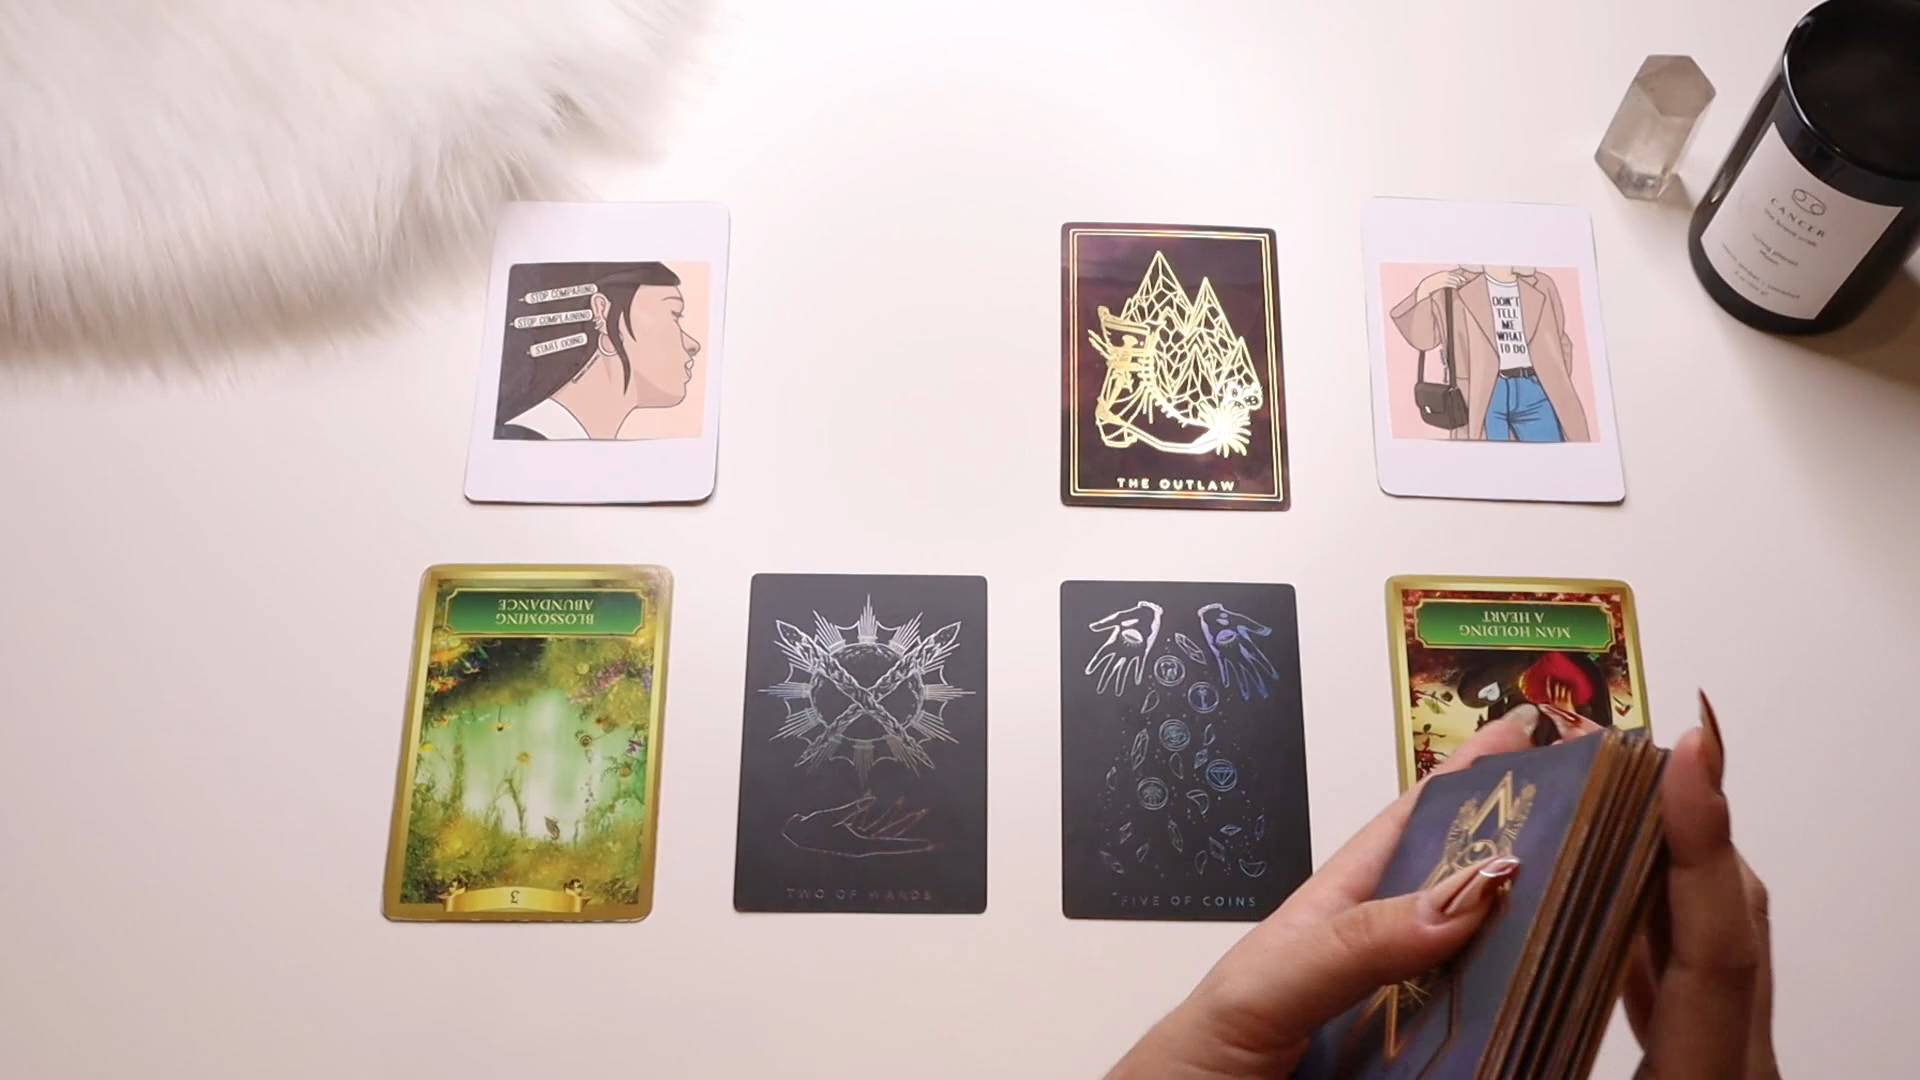 STOP COMPARING
STOP COMPLAINING
START DOING
THE OUTLAW
DON'T
TELL
ME
WHAT
TO DO
CANCER
BLOSSOMING
ABUNDANCE
3
TWO OF WANDS
FIVE OF COINS
MAN HOLDING
A HEART